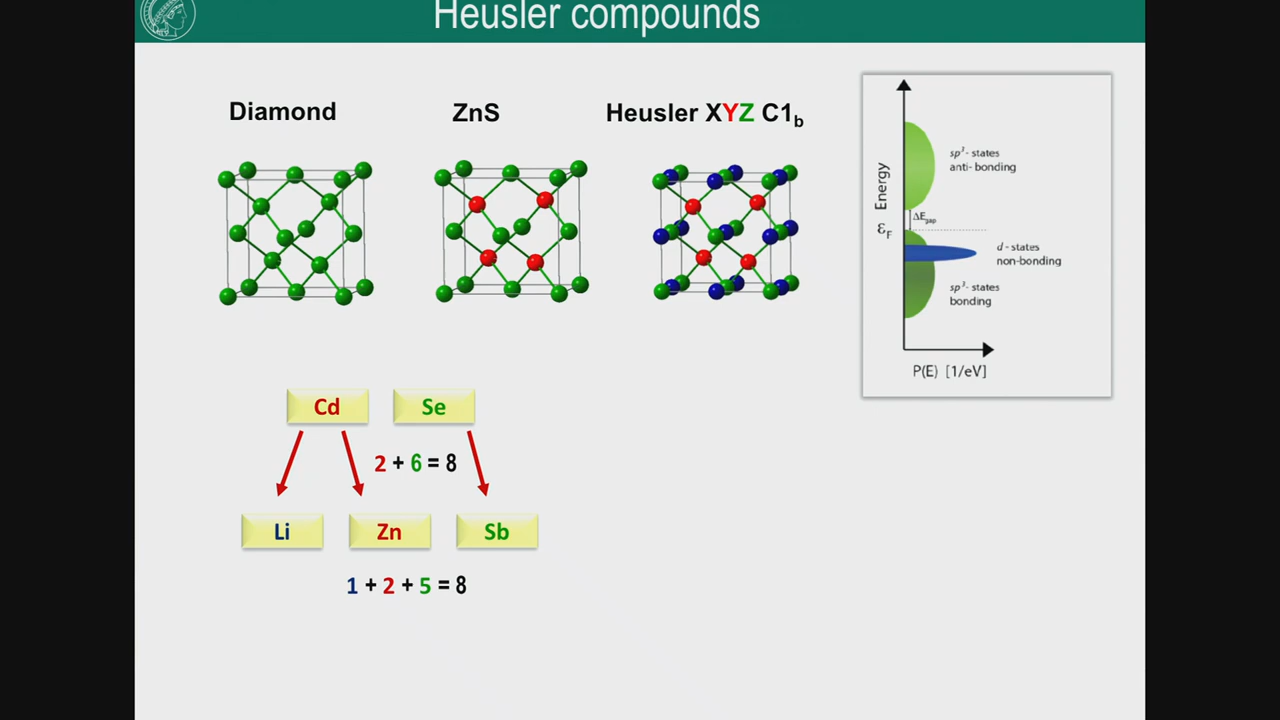 Heusler compounds
Diamond
ZnS
Heusler XYZ C1b
Energy
εF
sp³- states
anti- bonding
ΔEgap
d - states
non-bonding
sp³- states
bonding
P(E) [1/eV]
Cd
Se
2 + 6 = 8
Li
Zn
Sb
1 + 2 + 5 = 8